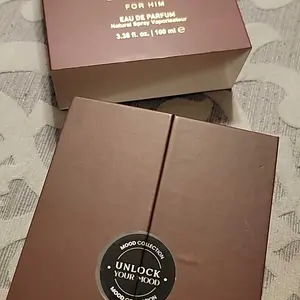 FOR HIM
EAU DE PARFUM
Natural Spray Vaporisateur
3.38 fl. oz. | 100 ml ℮
MOOD COLLECTION
UNLOCK
YOUR MOOD
MOOD COLLECTION